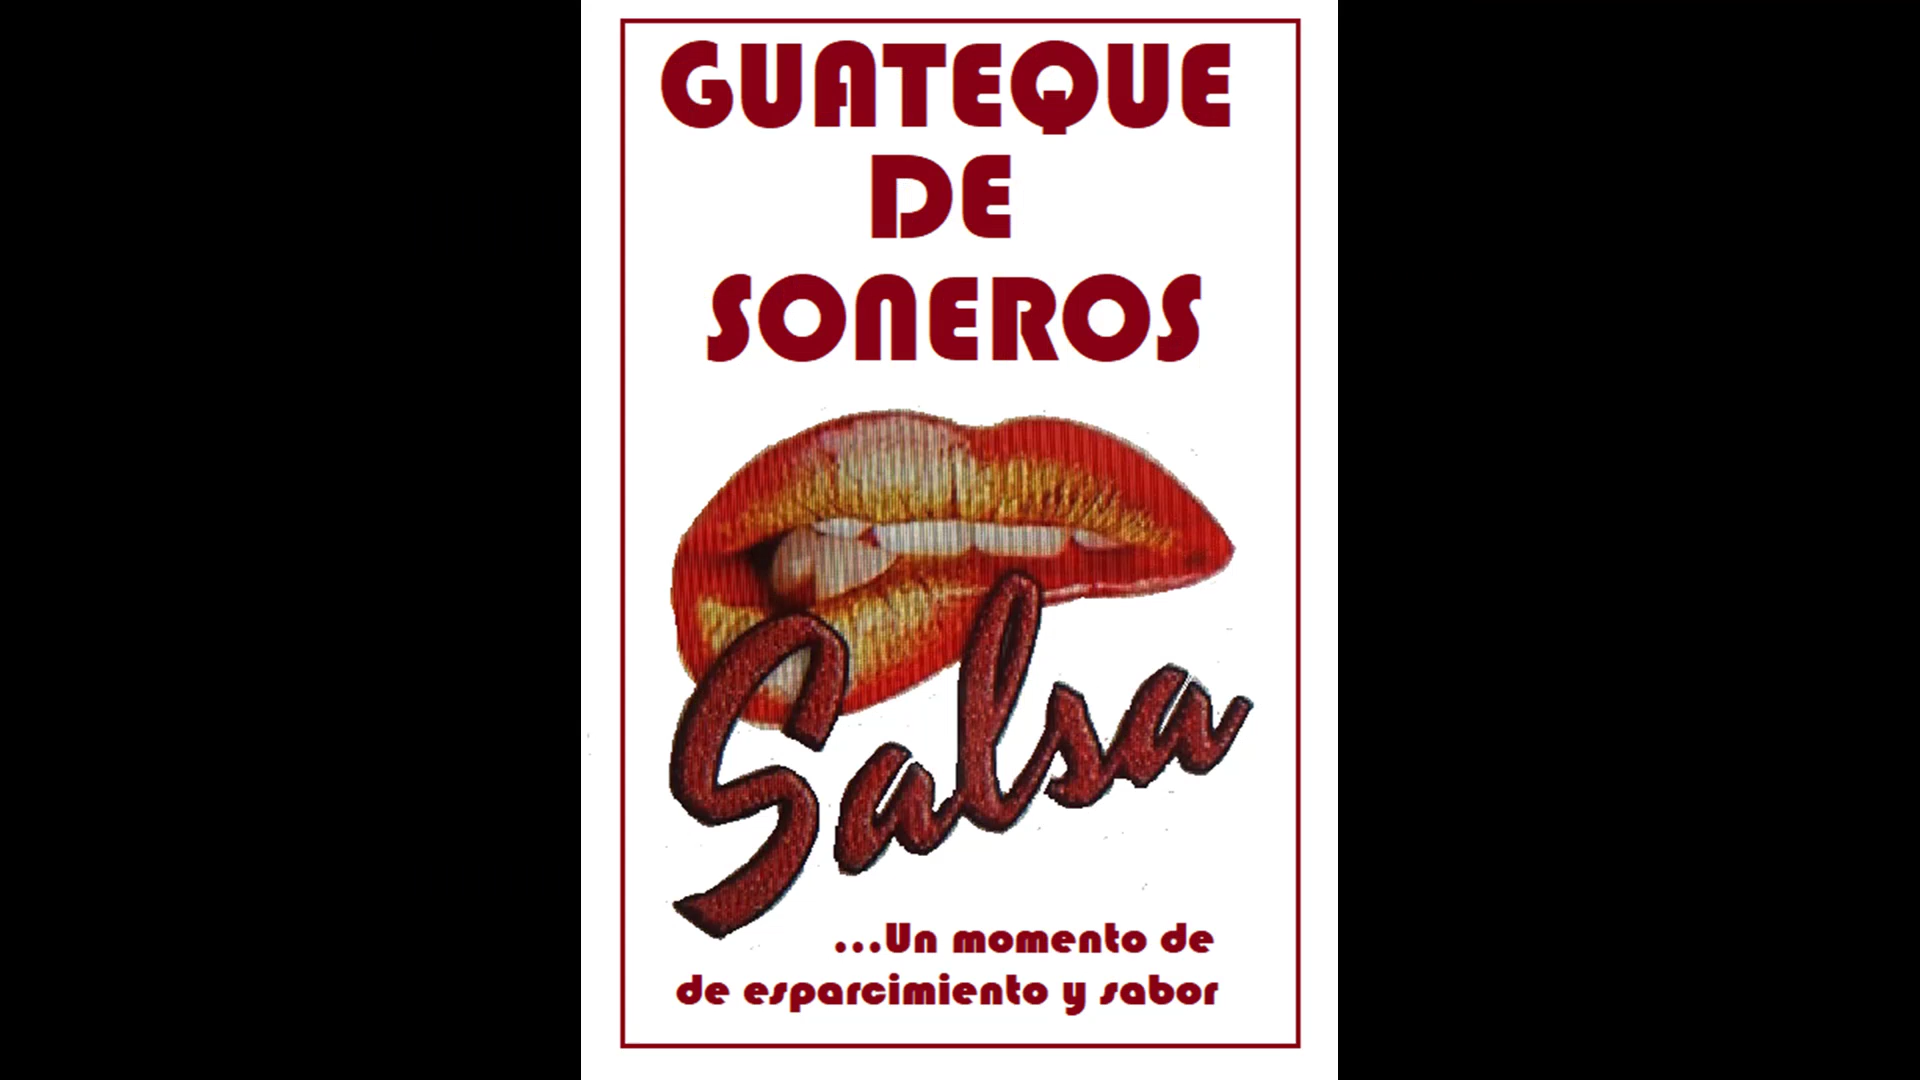 GUATEQUE
DE
SONEROS
Salsa
...Un momento de
de esparcimiento y sabor